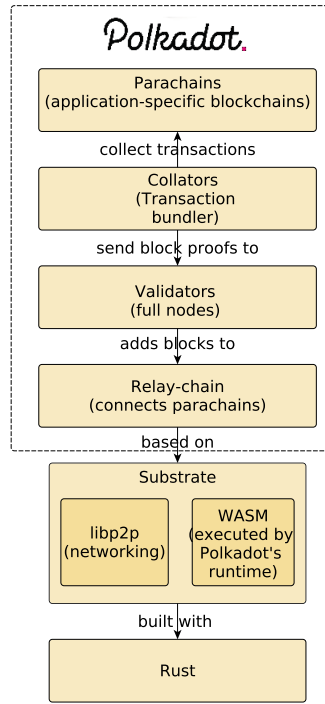 Polkadot.
Parachains
(application-specific blockchains)
collect transactions
Collators
(Transaction
bundler)
send block proofs to
Validators
(full nodes)
adds blocks to
Relay-chain
(connects parachains)
based on
Substrate
libp2p
(networking)
WASM
(executed by
Polkadot's
runtime)
built with
Rust